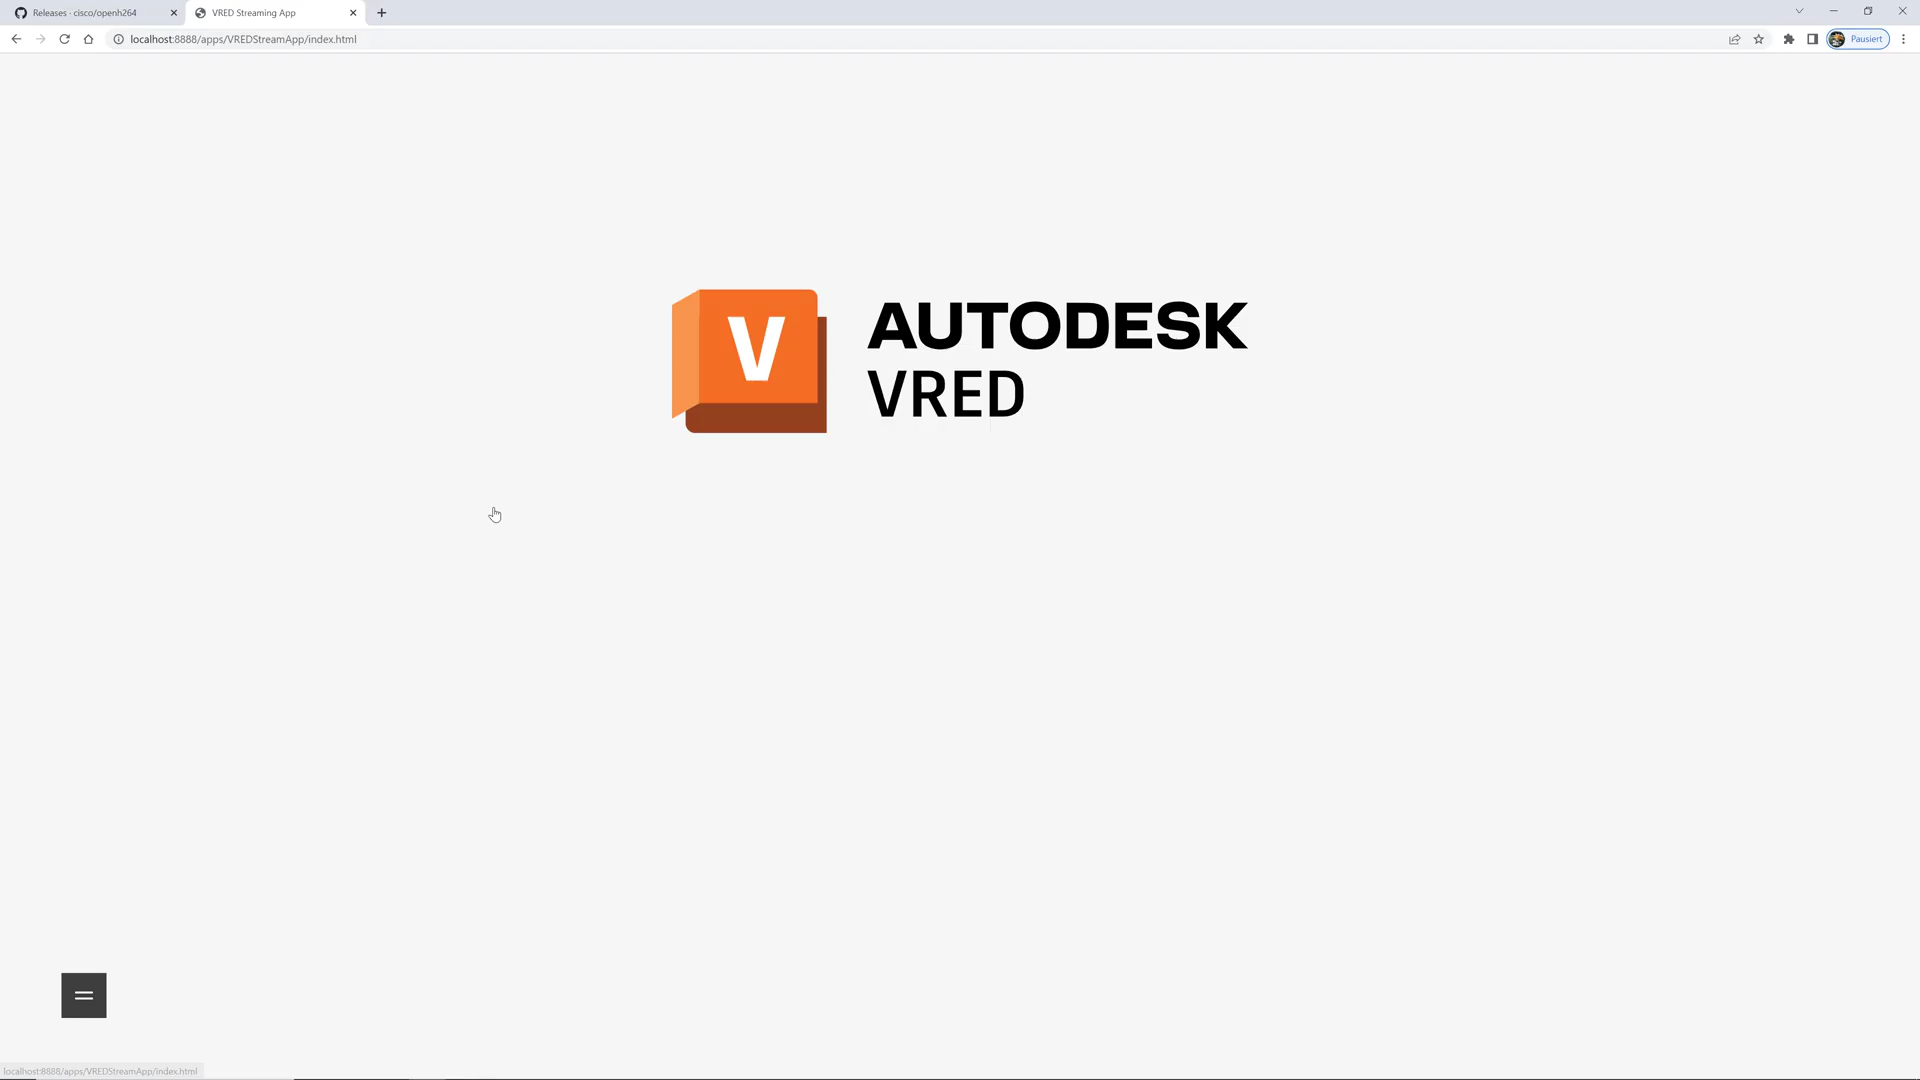 Releases · cisco/openh264
VRED Streaming App
localhost:8888/apps/VREDStreamApp/index.html
Pausiert
V
AUTODESK
VRED
localhost:8888/apps/VREDStreamApp/index.html